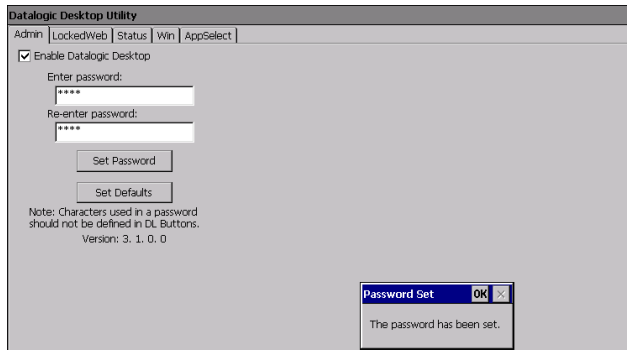 Datalogic Desktop Utility
Admin LockedWeb Status Win AppSelect
Enable Datalogic Desktop
Enter password:
****
Re-enter password:
****
Set Password
Set Defaults
Note: Characters used in a password
should not be defined in DL Buttons.
Version: 3. 1. 0. 0
Password Set OK ×
The password has been set.